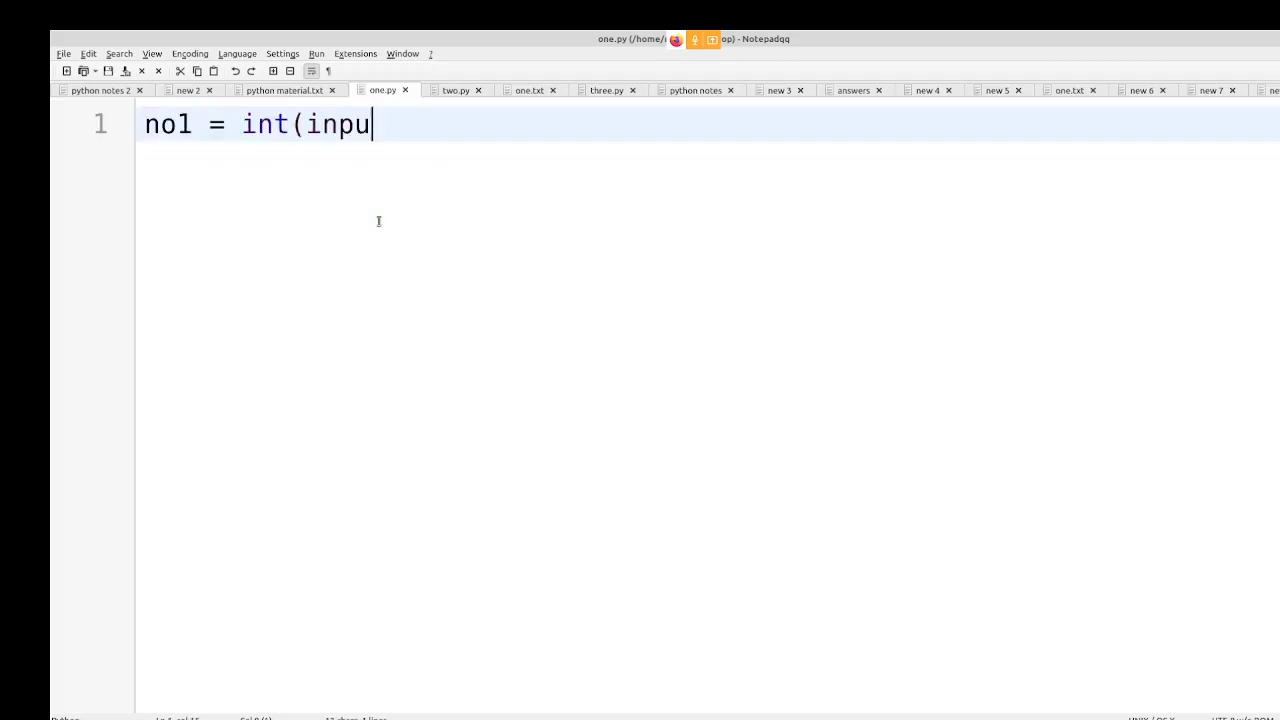 one.py (/home/ op) - Notepadqq
File Edit Search View Encoding Language Settings Run Extensions Window ?
python notes 2 new 2 python material.txt one.py two.py one.txt three.py python notes new 3 answers new 4 new 5 one.txt new 6 new 7
1 no1 = int(inpu